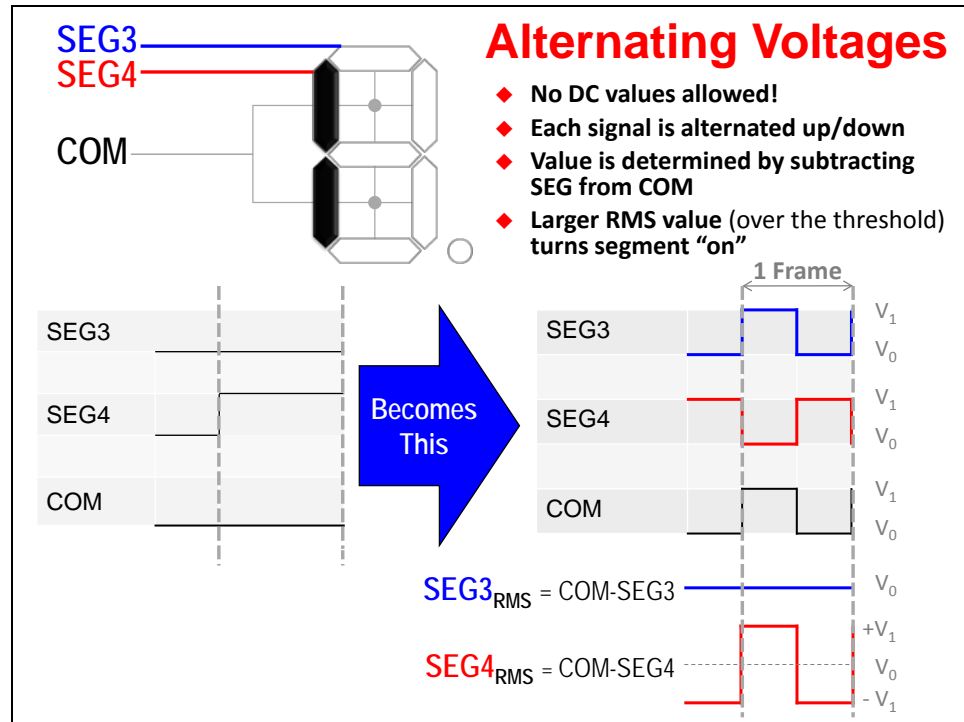 Alternating Voltages
SEG3
SEG4
COM
◆ No DC values allowed!
◆ Each signal is alternated up/down
◆ Value is determined by subtracting
SEG from COM
◆ Larger RMS value (over the threshold)
turns segment “on”
SEG3
SEG4
COM
Becomes
This
1 Frame
SEG3
V1
V0
SEG4
V1
V0
COM
V1
V0
SEG3RMS = COM-SEG3
V0
SEG4RMS = COM-SEG4
+V1
V0
- V1